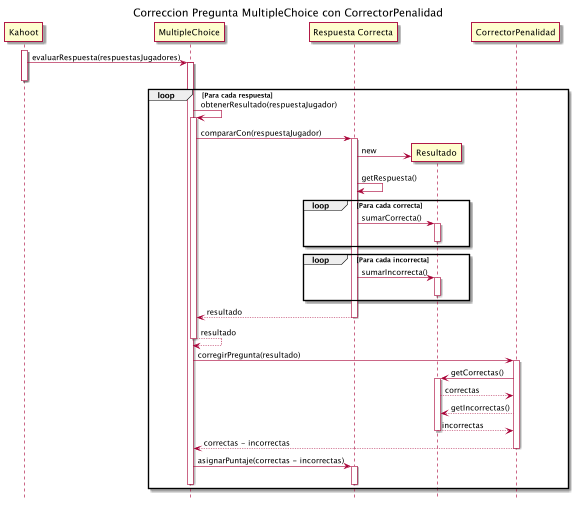 Correccion Pregunta MultipleChoice con CorrectorPenalidad
Kahoot MultipleChoice Respuesta Correcta CorrectorPenalidad
evaluarRespuesta(respuestasJugadores)
loop [Para cada respuesta]
obtenerResultado(respuestaJugador)
compararCon(respuestaJugador)
new
Resultado
getRespuesta()
loop [Para cada correcta]
sumarCorrecta()
loop [Para cada incorrecta]
sumarIncorrecta()
resultado
resultado
corregirPregunta(resultado)
getCorrectas()
correctas
getIncorrectas()
incorrectas
correctas - incorrectas
asignarPuntaje(correctas - incorrectas)